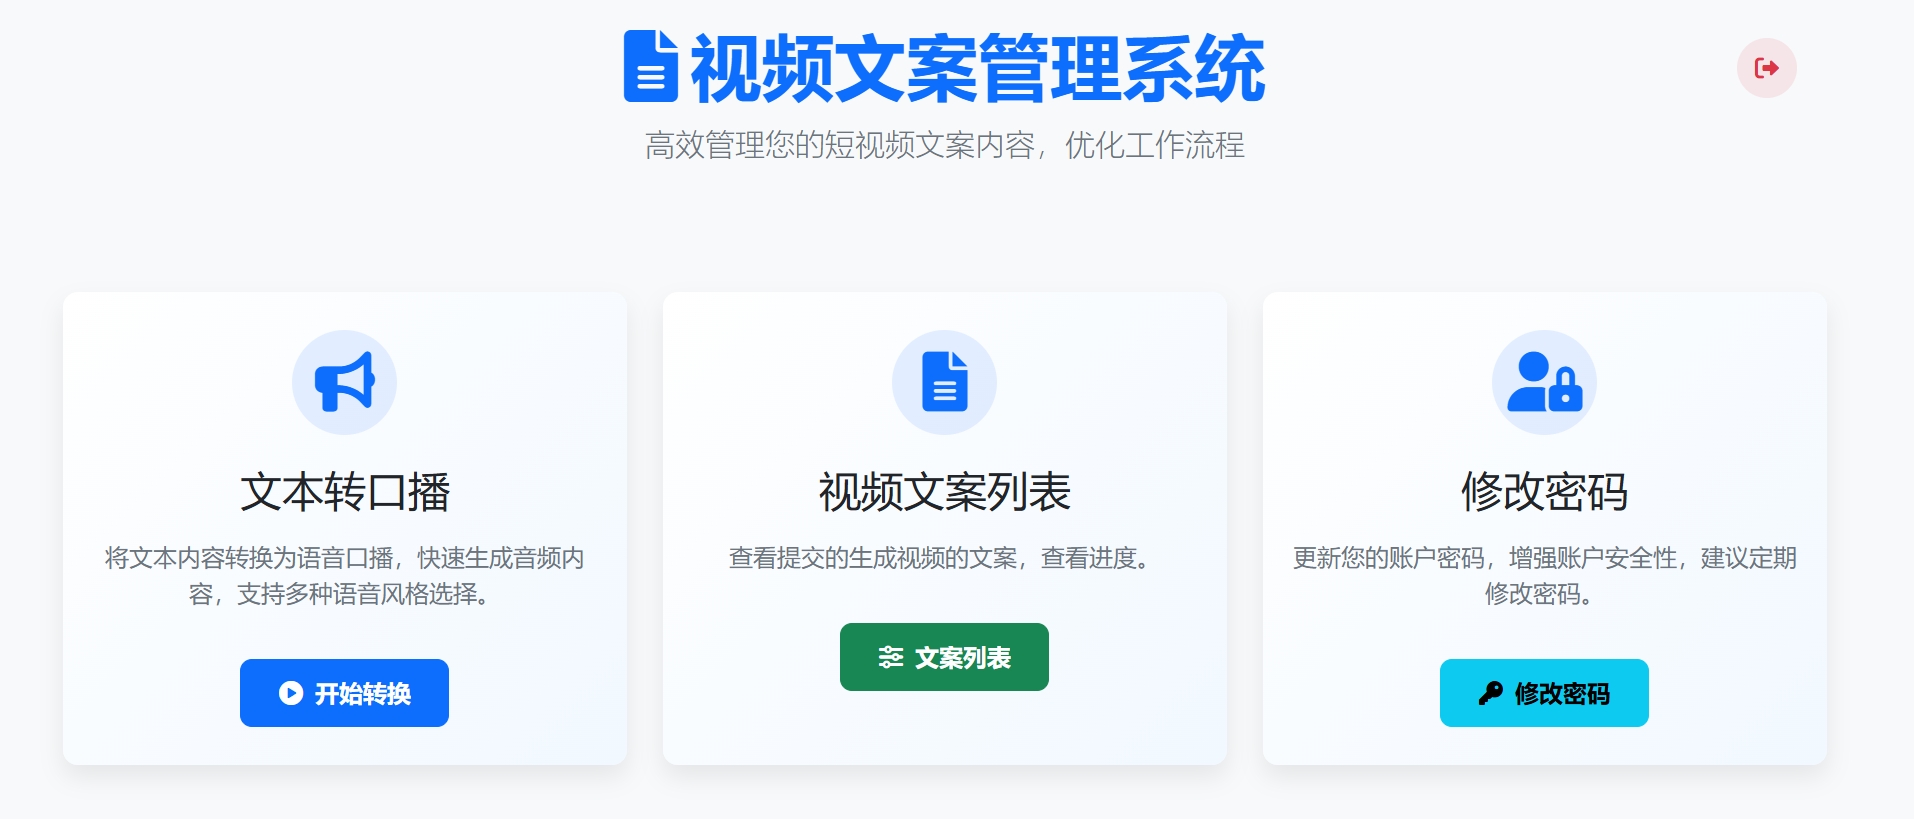 视频文案管理系统
高效管理您的短视频文案内容，优化工作流程
文本转口播
将文本内容转换为语音口播，快速生成音频内
容，支持多种语音风格选择。
开始转换
视频文案列表
查看提交的生成视频的文案，查看进度。
文案列表
修改密码
更新您的账户密码，增强账户安全性，建议定期
修改密码。
修改密码